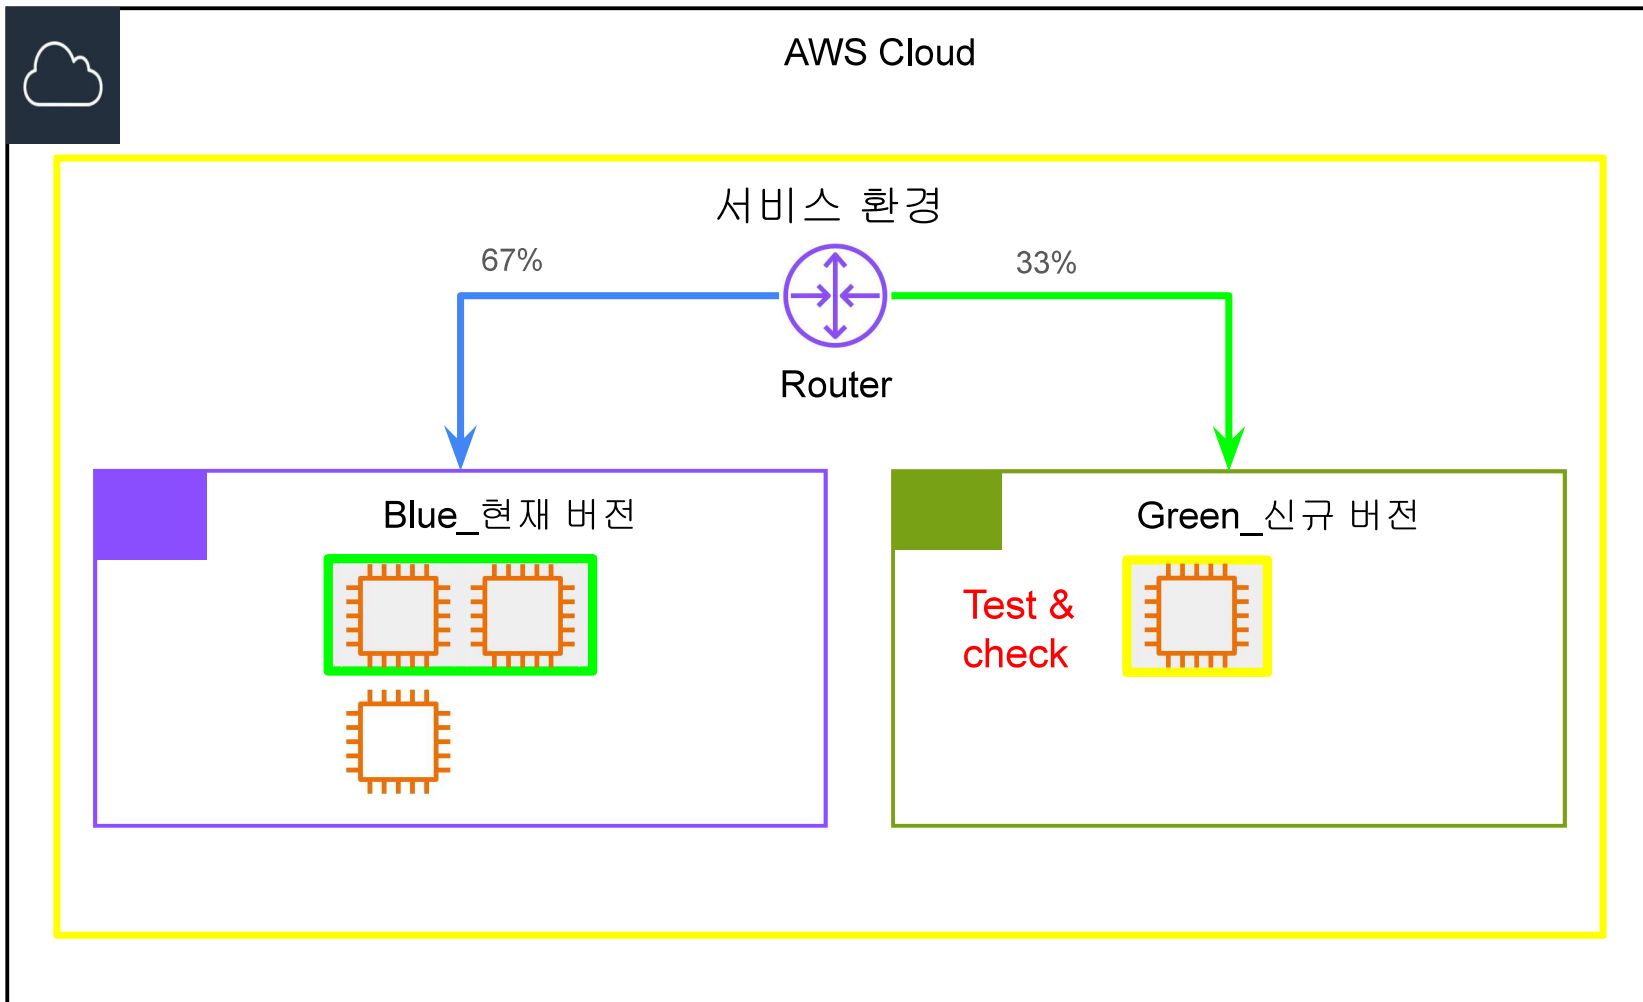 AWS Cloud
서비스 환경
67%
33%
Router
Blue_현재 버전
Green_신규 버전
Test &
check